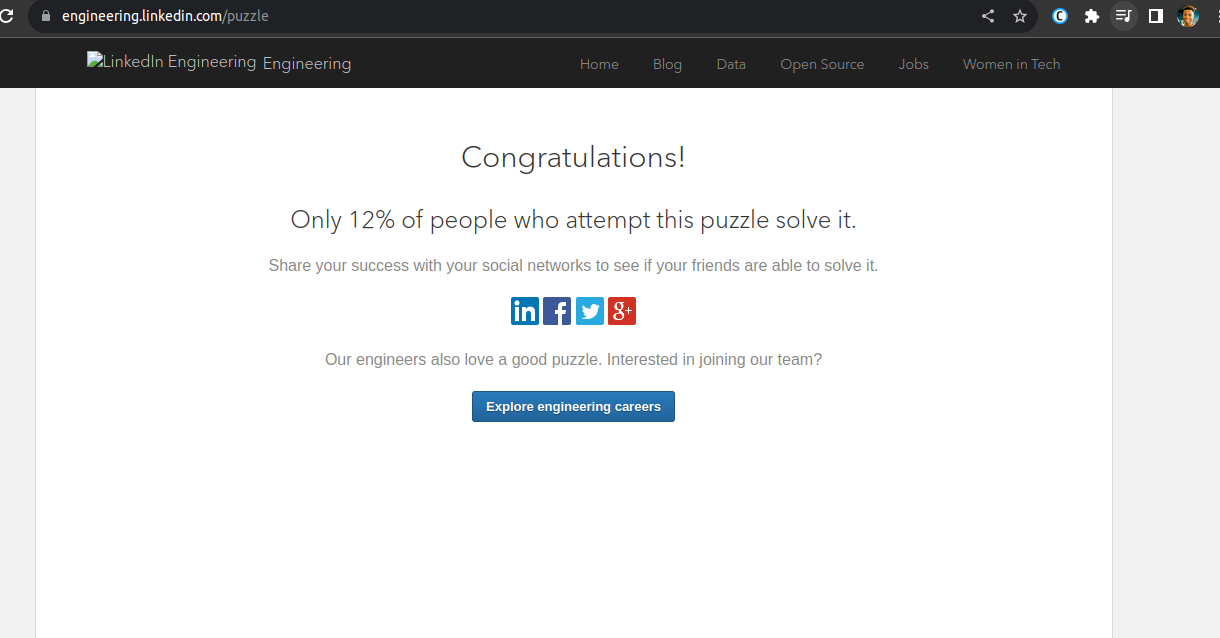 engineering.linkedin.com/puzzle
LinkedIn Engineering Engineering
Home Blog Data Open Source Jobs Women in Tech
Congratulations!
Only 12% of people who attempt this puzzle solve it.
Share your success with your social networks to see if your friends are able to solve it.
in f g+
Our engineers also love a good puzzle. Interested in joining our team?
Explore engineering careers